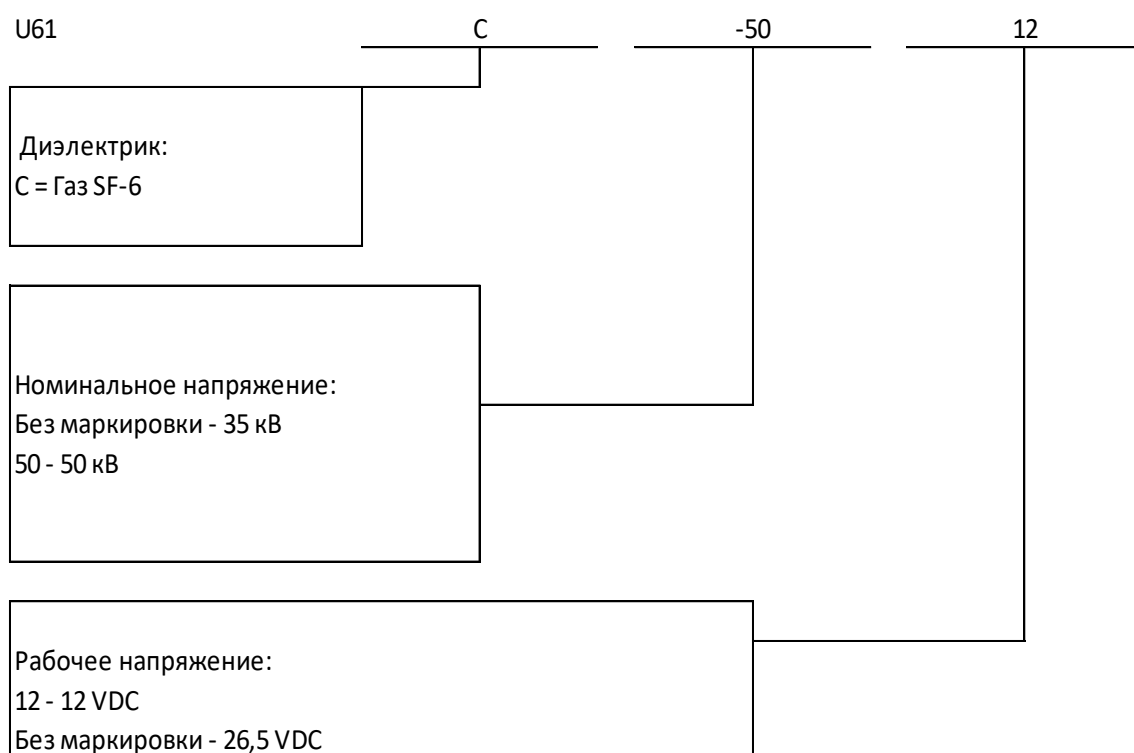 U61 C -50 12
Диэлектрик:
C = Газ SF-6
Номинальное напряжение:
Без маркировки - 35 кВ
50 - 50 кВ
Рабочее напряжение:
12 - 12 VDC
Без маркировки - 26,5 VDC